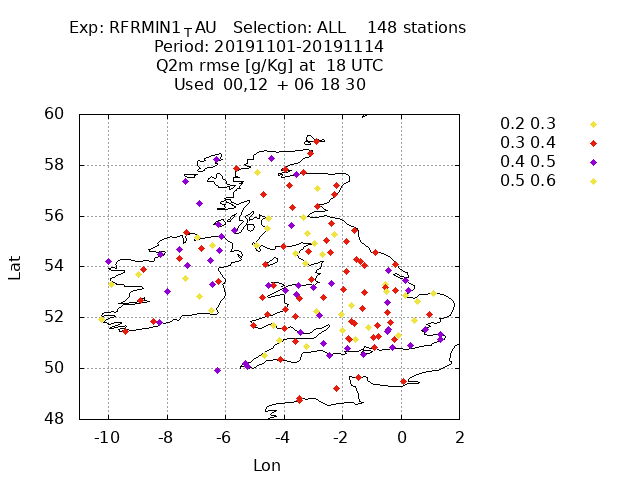 Exp: RFRMIN1_TAU Selection: ALL 148 stations
Period: 20191101-20191114
Q2m rmse [g/Kg] at 18 UTC
Used 00,12 + 06 18 30
0.2 0.3
0.3 0.4
0.4 0.5
0.5 0.6
60
58
56
54
52
50
48
Lat
-10 -8 -6 -4 -2 0 2
Lon